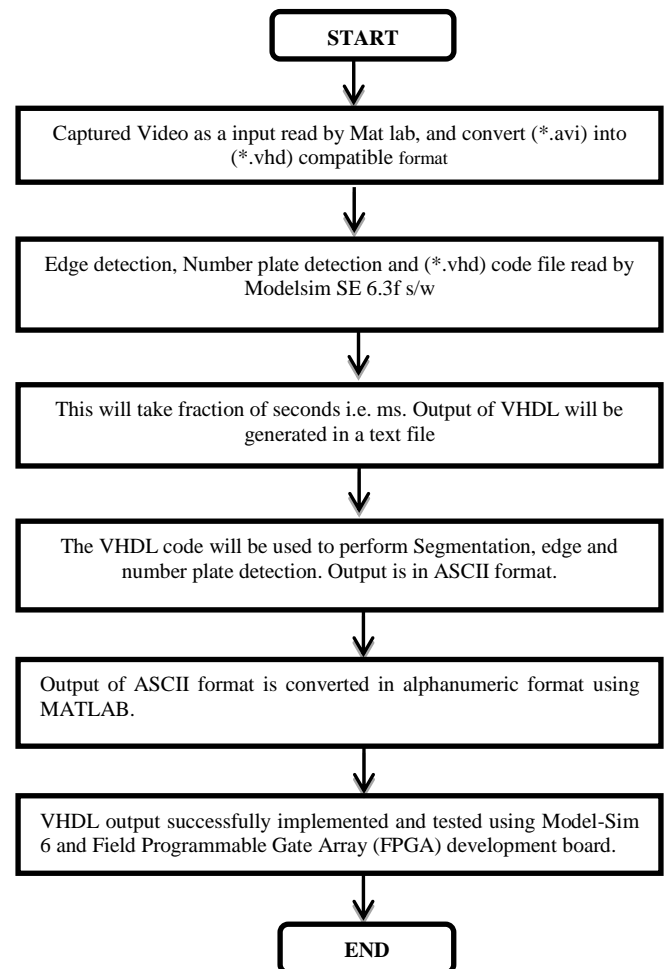 START
Captured Video as a input read by Mat lab, and convert (*.avi) into
(*.vhd) compatible format
Edge detection, Number plate detection and (*.vhd) code file read by
Modelsim SE 6.3f s/w
This will take fraction of seconds i.e. ms. Output of VHDL will be
generated in a text file
The VHDL code will be used to perform Segmentation, edge and
number plate detection. Output is in ASCII format.
Output of ASCII format is converted in alphanumeric format using
MATLAB.
VHDL output successfully implemented and tested using Model-Sim
6 and Field Programmable Gate Array (FPGA) development board.
END